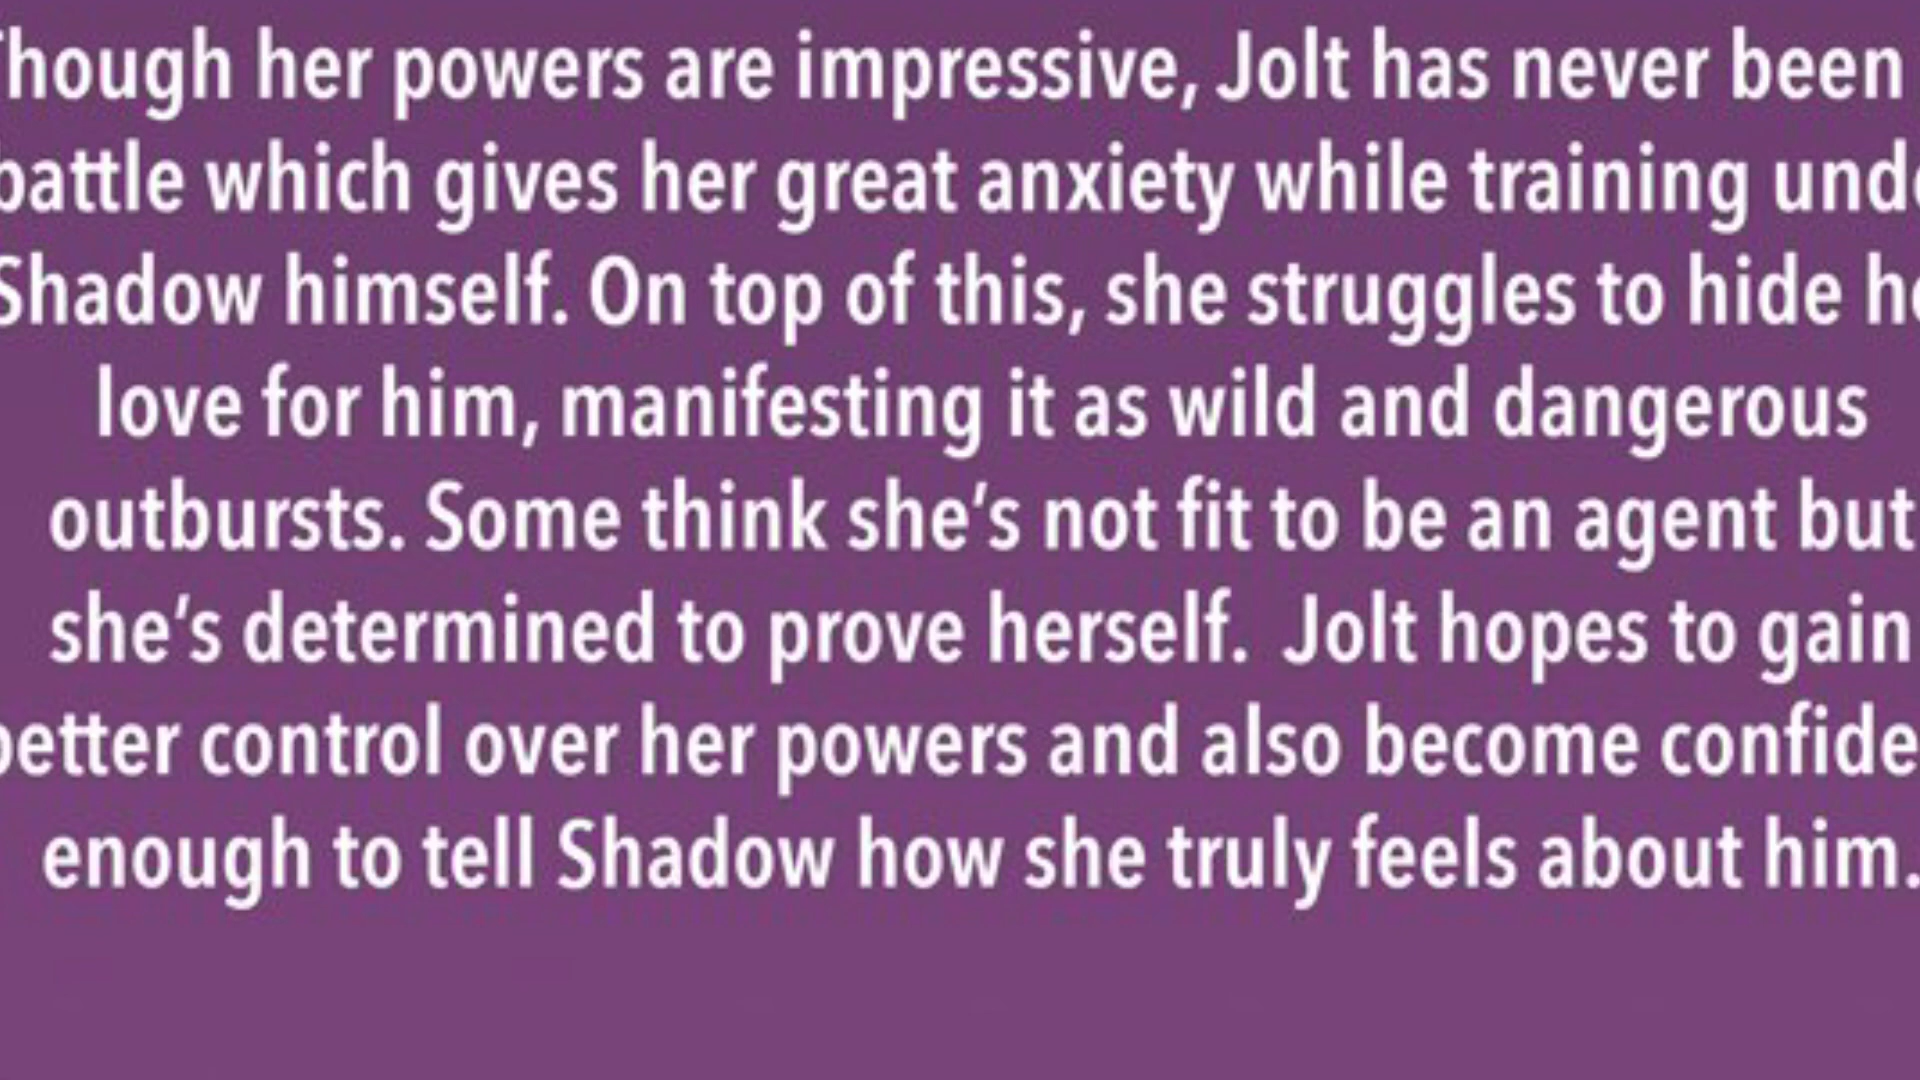 Though her powers are impressive, Jolt has never been
battle which gives her great anxiety while training unde
Shadow himself. On top of this, she struggles to hide he
love for him, manifesting it as wild and dangerous
outbursts. Some think she’s not fit to be an agent but
she’s determined to prove herself.  Jolt hopes to gain
better control over her powers and also become confide
enough to tell Shadow how she truly feels about him.